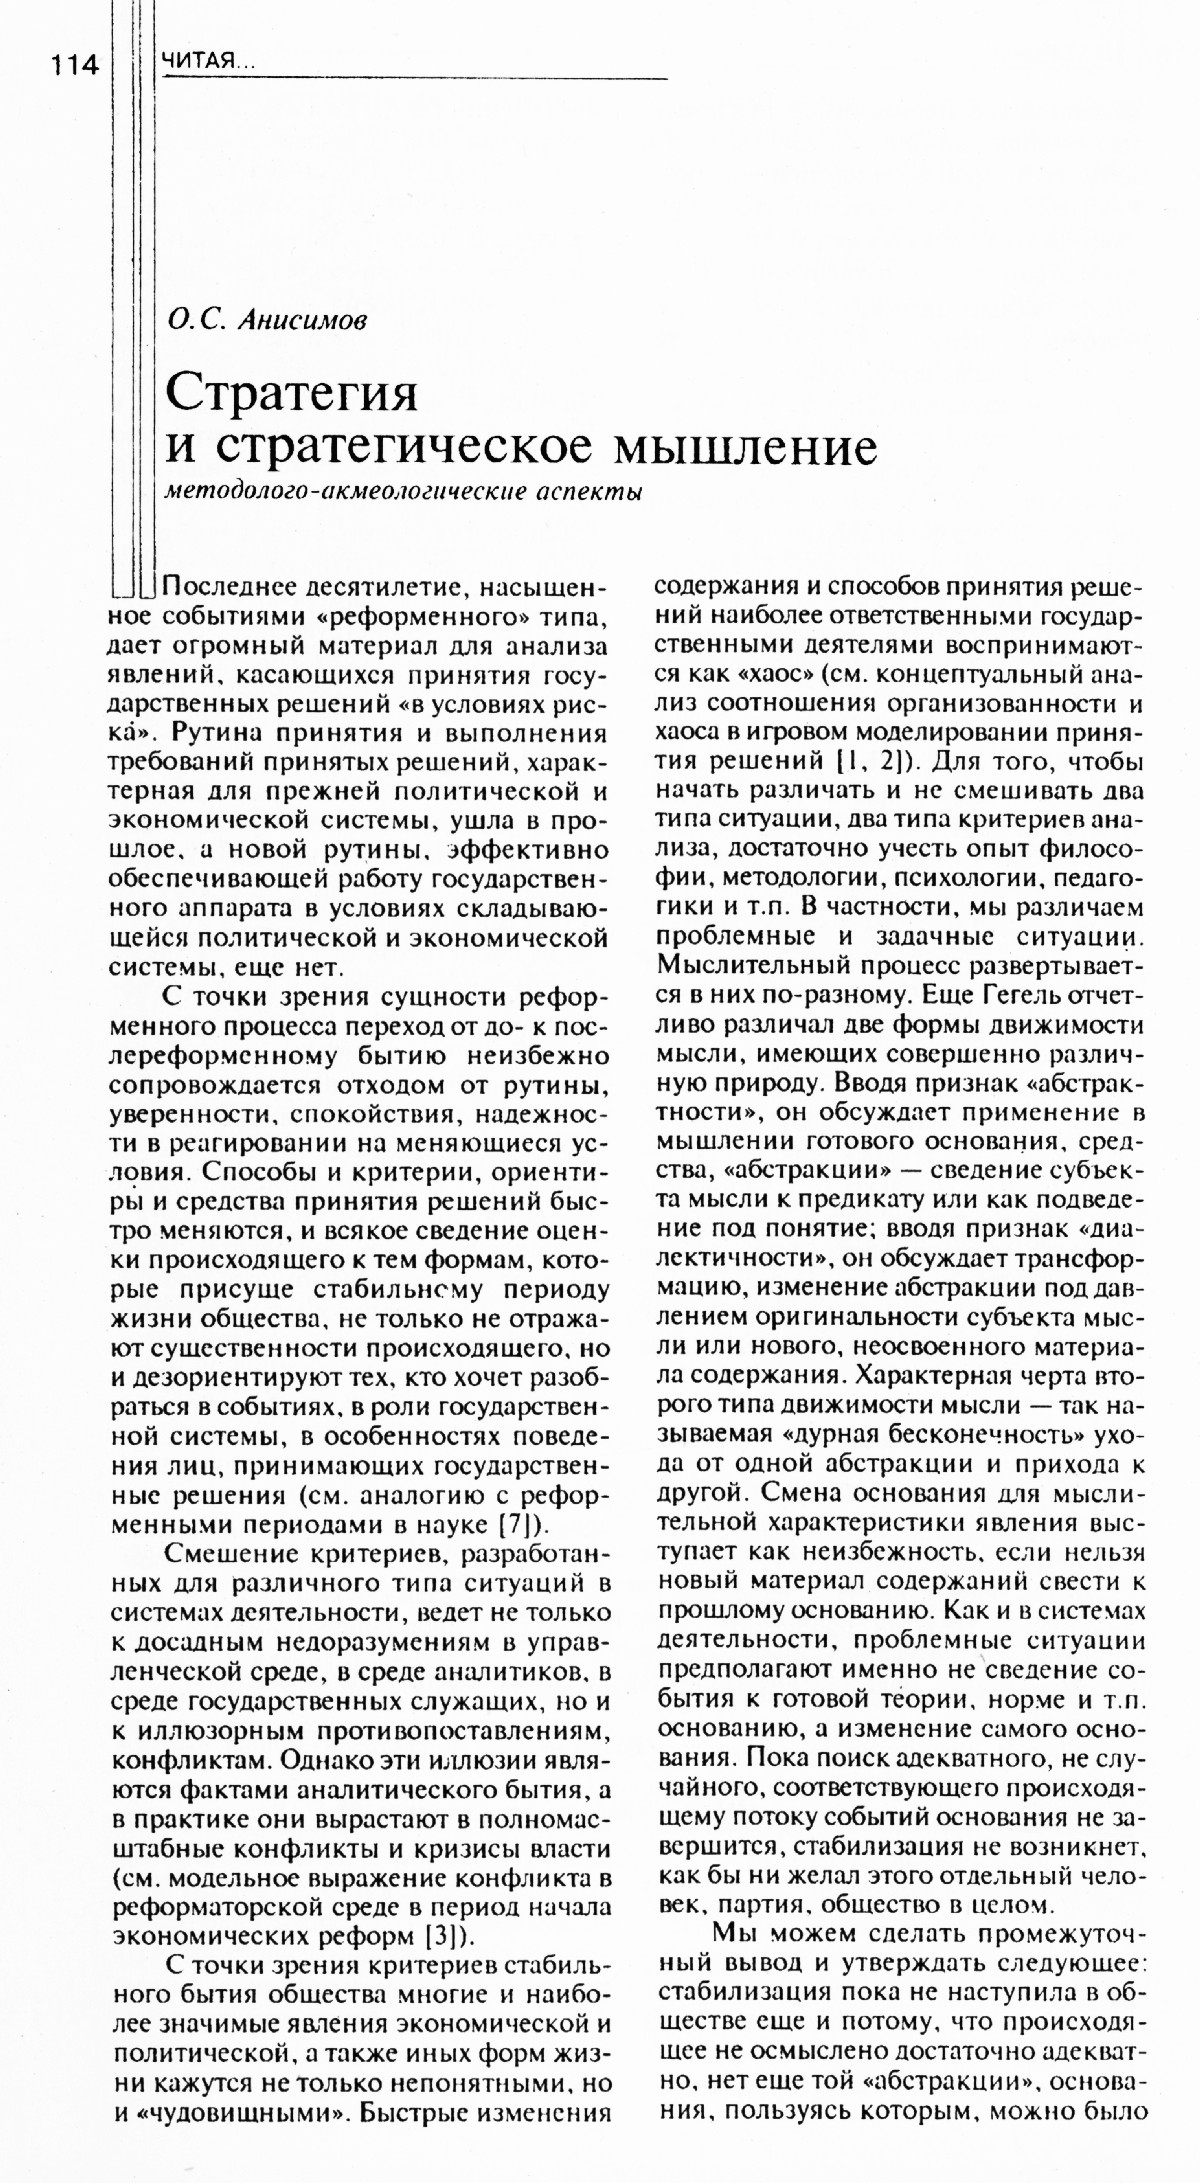 114
ЧИТАЯ...
О. С. Анисимов
Стратегия
и стратегическое мышление
методолого-акмеологические аспекты
Последнее десятилетие, насыщен-
ное событиями «реформенного» типа,
дает огромный материал для анализа
явлений, касающихся принятия госу-
дарственных решений «в условиях рис-
ка». Рутина принятия и выполнения
требований принятых решений, харак-
терная для прежней политической и
экономической системы, ушла в про-
шлое, а новой рутины, эффективно
обеспечивающей работу государствен-
ного аппарата в условиях складываю-
щейся политической и экономической
системы, еще нет.
С точки зрения сущности рефор-
менного процесса переход от до- к пос-
лереформенному бытию неизбежно
сопровождается отходом от рутины,
уверенности, спокойствия, надежнос-
ти в реагировании на меняющиеся ус-
ловия. Способы и критерии, ориенти-
ры и средства принятия решений быс-
тро меняются, и всякое сведение оцен-
ки происходящего к тем формам, кото-
рые присуще стабильному периоду
жизни общества, не только не отража-
ют существенности происходящего, но
и дезориентируют тех, кто хочет разоб-
раться в событиях, в роли государствен-
ной системы, в особенностях поведе-
ния лиц, принимающих государствен-
ные решения (см. аналогию с рефор-
менными периодами в науке [7]).
Смешение критериев, разработан-
ных для различного типа ситуаций в
системах деятельности, ведет не только
к досадным недоразумениям в управ-
ленческой среде, в среде аналитиков, в
среде государственных служащих, но и
к иллюзорным противопоставлениям,
конфликтам. Однако эти иллюзии явля-
ются фактами аналитического бытия, а
в практике они вырастают в полномас-
штабные конфликты и кризисы власти
(см. модельное выражение конфликта в
реформаторской среде в период начала
экономических реформ [3]).
С точки зрения критериев стабиль-
ного бытия общества многие и наибо-
лее значимые явления экономической и
политической, а также иных форм жиз-
ни кажутся не только непонятными, но
и «чудовищными». Быстрые изменения
содержания и способов принятия реше-
ний наиболее ответственными государ-
ственными деятелями воспринимают-
ся как «хаос» (см. концептуальный ана-
лиз соотношения организованности и
хаоса в игровом моделировании приня-
тия решений [1, 2]). Для того, чтобы
начать различать и не смешивать два
типа ситуации, два типа критериев ана-
лиза, достаточно учесть опыт филосо-
фии, методологии, психологии, педаго-
гики и т.п. В частности, мы различаем
проблемные и задачные ситуации.
Мыслительный процесс развертывает-
ся в них по-разному. Еще Гегель отчет-
ливо различал две формы движимости
мысли, имеющих совершенно различ-
ную природу. Вводя признак «абстрак-
тности», он обсуждает применение в
мышлении готового основания, сред-
ства, «абстракции» — сведение субъек-
та мысли к предикату или как подведе-
ние под понятие; вводя признак «диа-
лектичности», он обсуждает трансфор-
мацию, изменение абстракции под дав-
лением оригинальности субъекта мыс-
ли или нового, неосвоенного материа-
ла содержания. Характерная черта вто-
рого типа движимости мысли — так на-
зываемая «дурная бесконечность» ухо-
да от одной абстракции и прихода к
другой. Смена основания для мысли-
тельной характеристики явления выс-
тупает как неизбежность, если нельзя
новый материал содержаний свести к
прошлому основанию. Как и в системах
деятельности, проблемные ситуации
предполагают именно не сведение со-
бытия к готовой теории, норме и т.п.
основанию, а изменение самого осно-
вания. Пока поиск адекватного, не слу-
чайного, соответствующего происходя-
щему потоку событий основания не за-
вершится, стабилизация не возникнет,
как бы ни желал этого отдельный чело-
век, партия, общество в целом.
Мы можем сделать промежуточ-
ный вывод и утверждать следующее:
стабилизация пока не наступила в об-
ществе еще и потому, что происходя-
щее не осмыслено достаточно адекват-
но, нет еще той «абстракции», основа-
ния, пользуясь которым, можно было